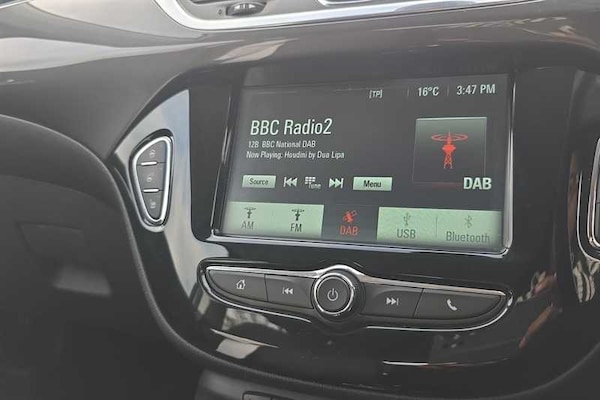 [TP] 16°C 3:47 PM
BBC Radio2
12B BBC National DAB
Now Playing: Houdini by Dua Lipa
Source Tune Menu
DAB
AM FM DAB USB Bluetooth